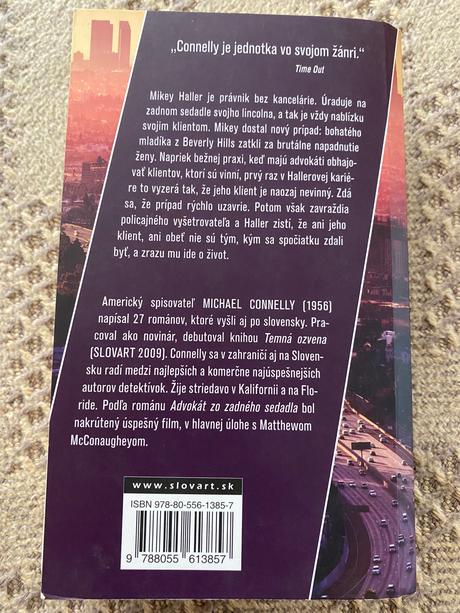 „Connelly je jednotka vo svojom žánri.“
Time Out
Mikey Haller je právnik bez kancelárie. Úraduje na
zadnom sedadle svojho lincolna, a tak je vždy nablízku
svojim klientom. Mikey dostal nový prípad: bohatého
mladíka z Beverly Hills zatkli za brutálne napadnutie
ženy. Napriek bežnej praxi, keď majú advokáti obhajo-
vať klientov, ktorí sú vinní, prvý raz v Hallerovej karié-
re to vyzerá tak, že jeho klient je naozaj nevinný. Zdá
sa, že prípad rýchlo uzavrie. Potom však zavraždia
policajného vyšetrovateľa a Haller zistí, že ani jeho
klient, ani obeť nie sú tým, kým sa spočiatku zdali
byť, a zrazu mu ide o život.
Americký spisovateľ MICHAEL CONNELLY (1956)
napísal 27 románov, ktoré vyšli aj po slovensky. Pra-
coval ako novinár, debutoval knihou Temná ozvena
(SLOVART 2009). Connelly sa v zahraničí aj na Sloven-
sku radí medzi najlepších a komerčne najúspešnejších
autorov detektívok. Žije striedavo v Kalifornii a na Flo-
ride. Podľa románu Advokát zo zadného sedadla bol
nakrútený úspešný film, v hlavnej úlohe s Matthewom
McConaugheyom.
www.slovart.sk
ISBN 978-80-556-1385-7
9 788055 613857